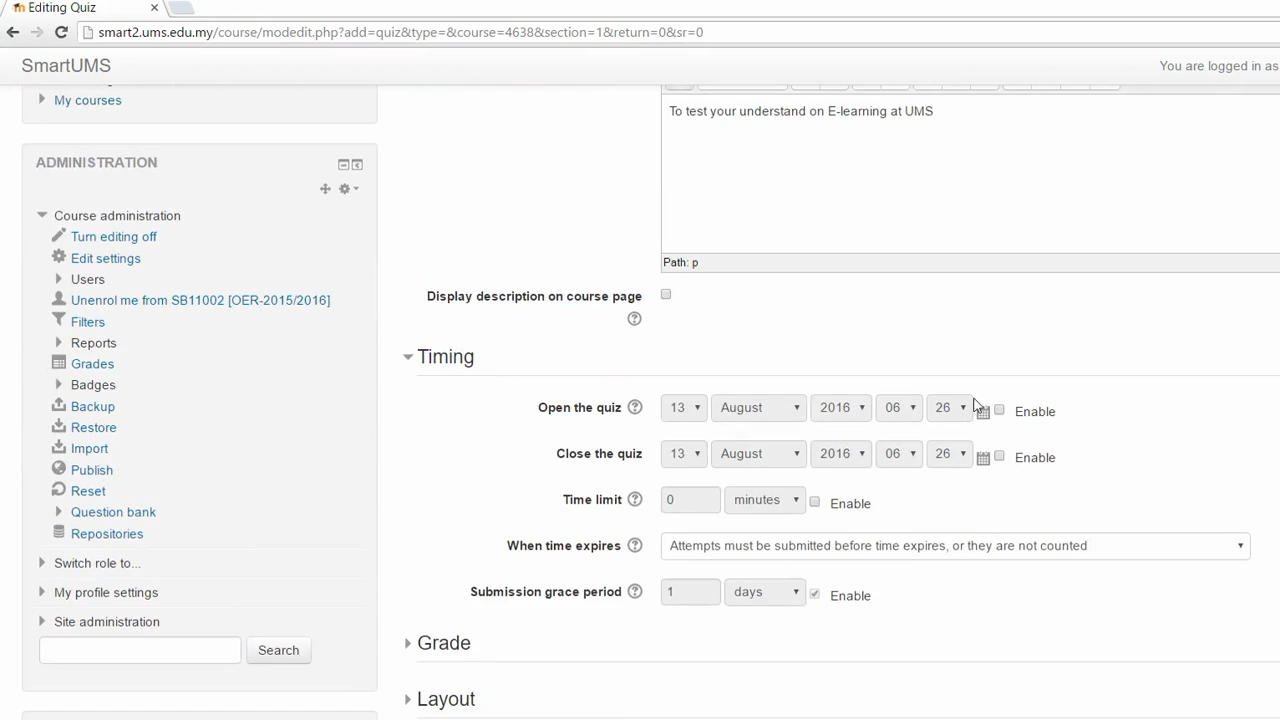 Editing Quiz
smart2.ums.edu.my/course/modedit.php?add=quiz&type=&course=4638&section=1&return=0&sr=0
SmartUMS
You are logged in as
My courses
ADMINISTRATION
Course administration
Turn editing off
Edit settings
Users
Unenrol me from SB11002 [OER-2015/2016]
Filters
Reports
Grades
Badges
Backup
Restore
Import
Publish
Reset
Question bank
Repositories
Switch role to...
My profile settings
Site administration
Search
To test your understand on E-learning at UMS
Path: p
Display description on course page
Timing
Open the quiz 13 August 2016 06 26 Enable
Close the quiz 13 August 2016 06 26 Enable
Time limit 0 minutes Enable
When time expires Attempts must be submitted before time expires, or they are not counted
Submission grace period 1 days Enable
Grade
Layout